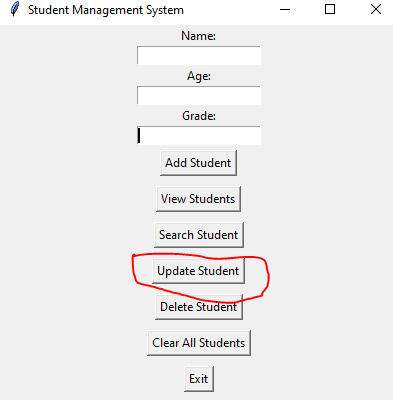 Student Management System
Name:
Age:
Grade:
Add Student
View Students
Search Student
Update Student
Delete Student
Clear All Students
Exit